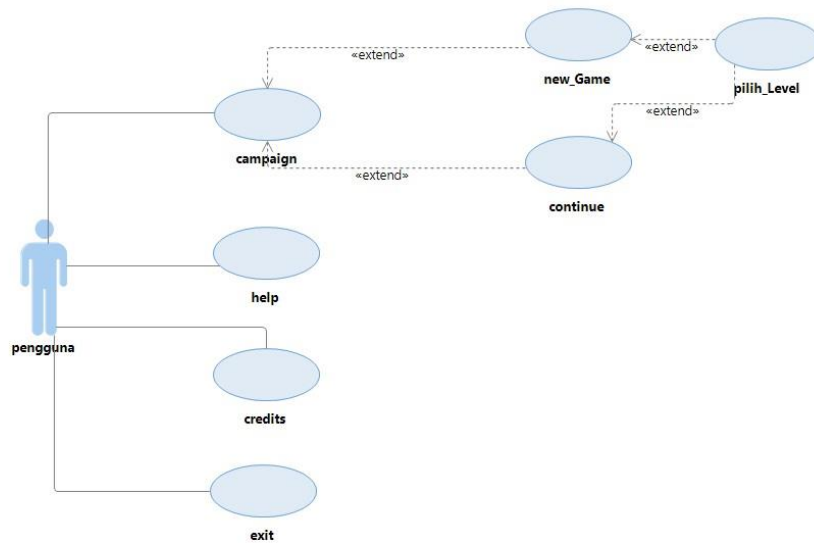 «extend»
«extend»
new_Game
pilih_Level
«extend»
campaign
«extend»
continue
help
pengguna
credits
exit